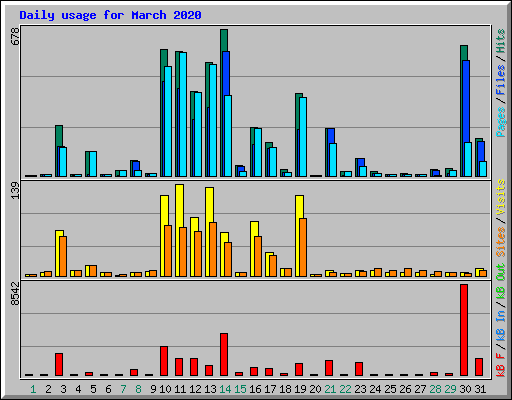 Daily usage for March 2020
678
Pages / Files / Hits
139
Sites / Visits
8542
kB F / kB In / kB Out
1 2 3 4 5 6 7 8 9 10 11 12 13 14 15 16 17 18 19 20 21 22 23 24 25 26 27 28 29 30 31